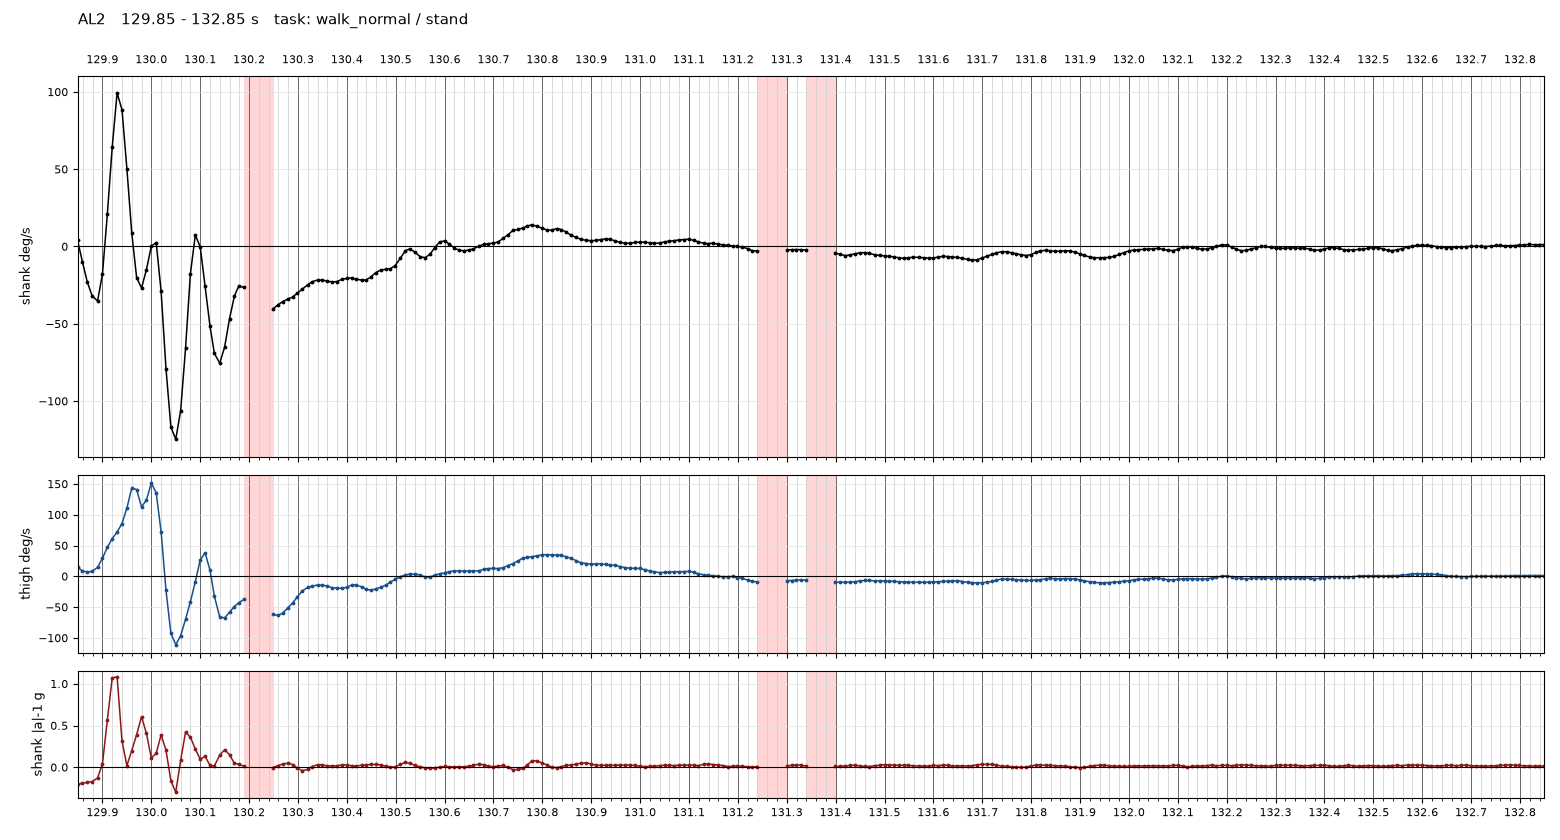 AL2   129.85 - 132.85 s   task: walk_normal / stand
129.9 130.0 130.1 130.2 130.3 130.4 130.5 130.6 130.7 130.8 130.9 131.0 131.1 131.2 131.3 131.4 131.5 131.6 131.7 131.8 131.9 132.0 132.1 132.2 132.3 132.4 132.5 132.6 132.7 132.8
100
50
0
−50
−100
shank deg/s
150
100
50
0
−50
−100
thigh deg/s
1.0
0.5
0.0
shank |a|-1 g
129.9 130.0 130.1 130.2 130.3 130.4 130.5 130.6 130.7 130.8 130.9 131.0 131.1 131.2 131.3 131.4 131.5 131.6 131.7 131.8 131.9 132.0 132.1 132.2 132.3 132.4 132.5 132.6 132.7 132.8